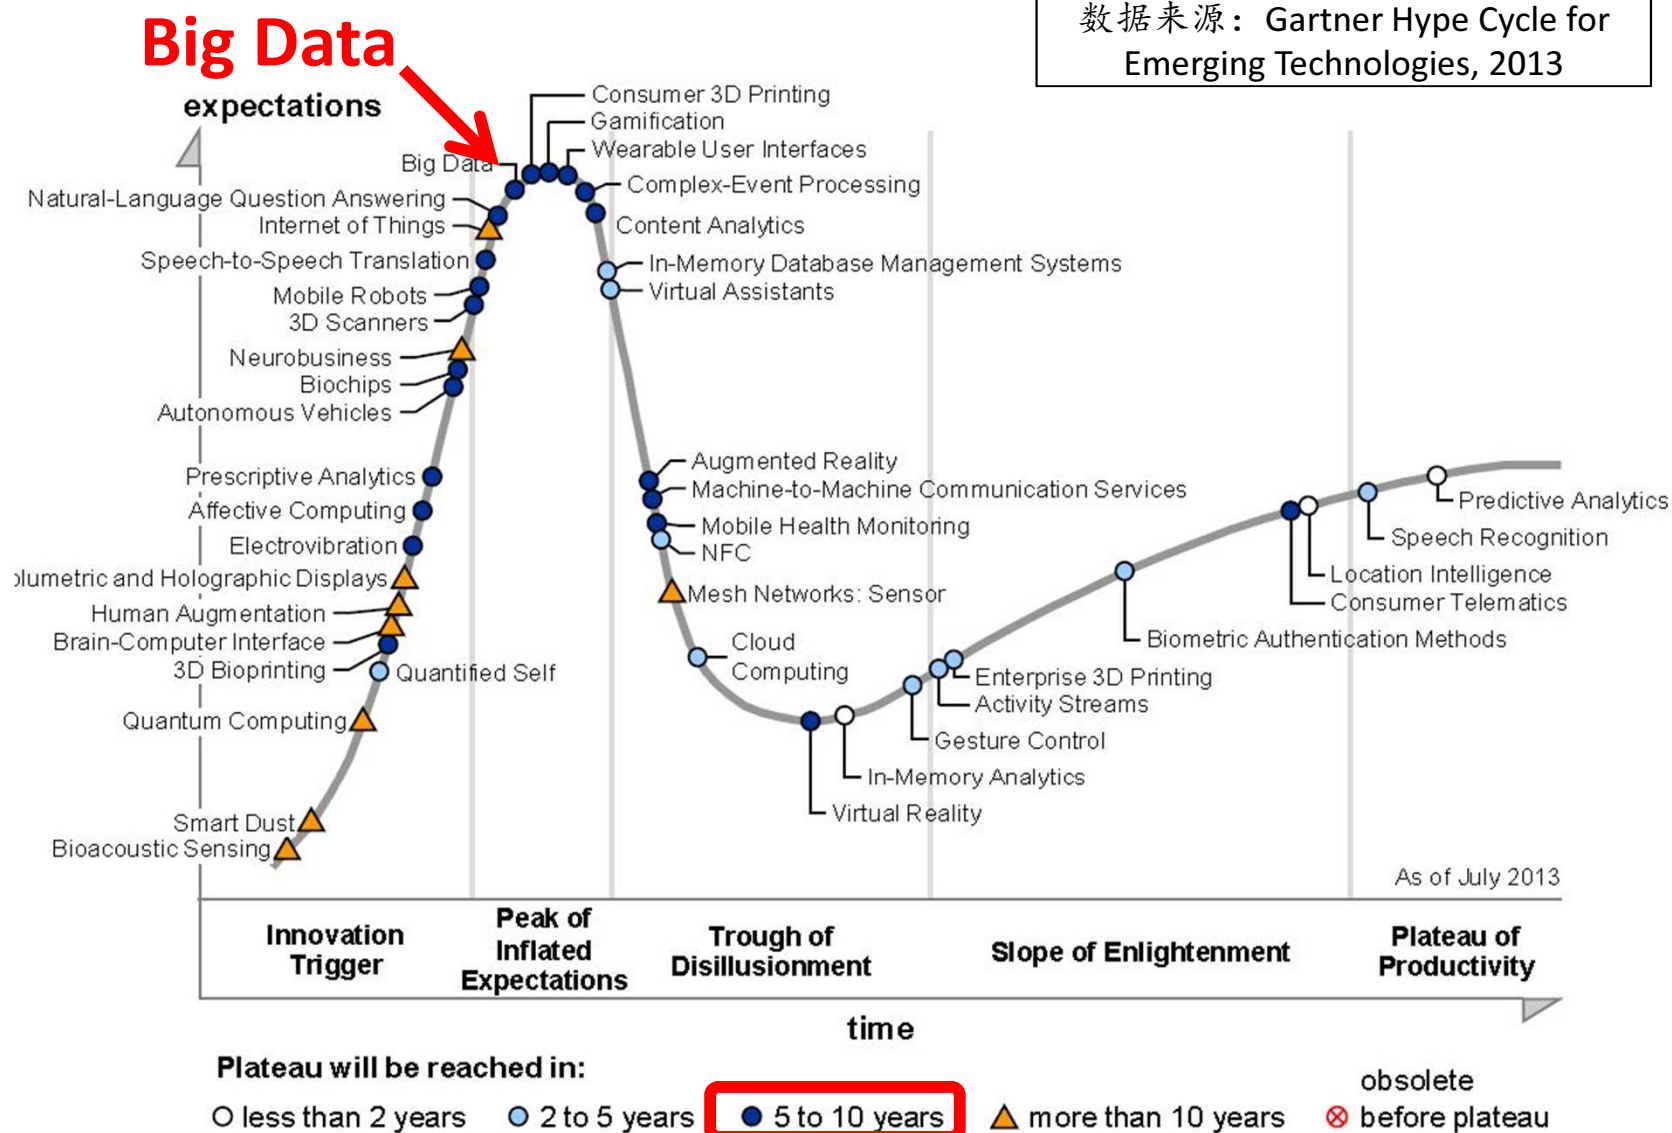 Big Data
数据来源：Gartner Hype Cycle for
Emerging Technologies, 2013
expectations
Consumer 3D Printing
Gamification
Wearable User Interfaces
Big Data
Complex-Event Processing
Natural-Language Question Answering
Internet of Things
Content Analytics
Speech-to-Speech Translation
In-Memory Database Management Systems
Mobile Robots
Virtual Assistants
3D Scanners
Neurobusiness
Biochips
Autonomous Vehicles
Augmented Reality
Prescriptive Analytics
Machine-to-Machine Communication Services
Predictive Analytics
Affective Computing
Mobile Health Monitoring
Speech Recognition
Electrovibration
NFC
olumetric and Holographic Displays
Location Intelligence
Mesh Networks: Sensor
Consumer Telematics
Human Augmentation
Brain-Computer Interface
Cloud
Computing
Biometric Authentication Methods
3D Bioprinting
Quantified Self
Enterprise 3D Printing
Activity Streams
Quantum Computing
Gesture Control
In-Memory Analytics
Virtual Reality
Smart Dust
Bioacoustic Sensing
As of July 2013
Innovation
Trigger
Peak of
Inflated
Expectations
Trough of
Disillusionment
Slope of Enlightenment
Plateau of
Productivity
time
Plateau will be reached in:
less than 2 years
2 to 5 years
5 to 10 years
more than 10 years
obsolete
before plateau